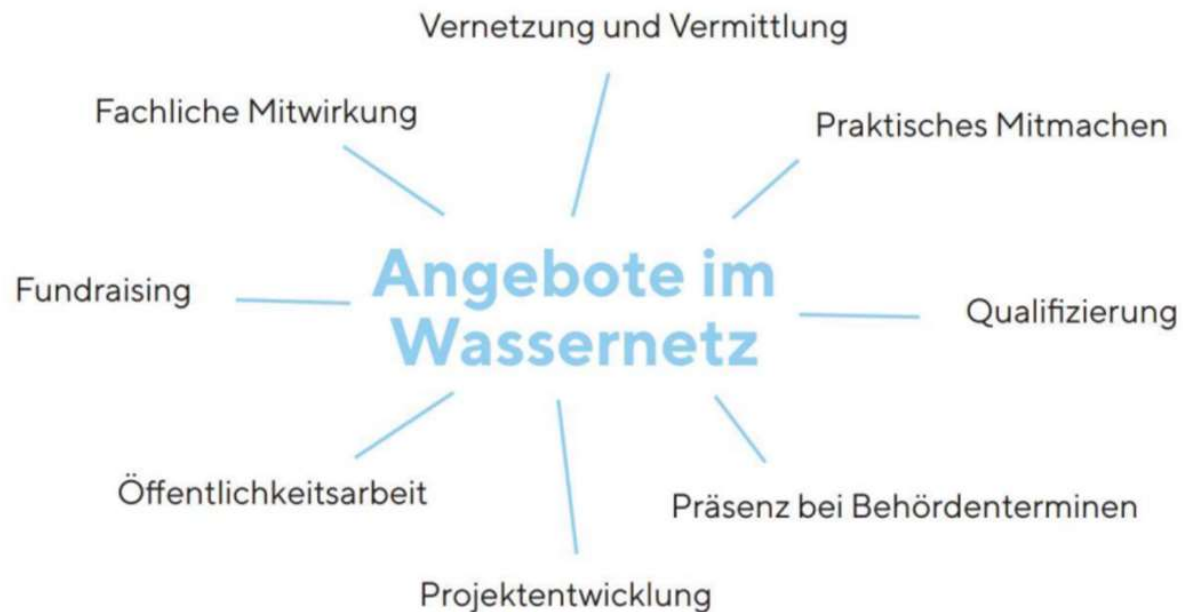 Vernetzung und Vermittlung
Fachliche Mitwirkung
Praktisches Mitmachen
Angebote im
Wassernetz
Fundraising
Qualifizierung
Öffentlichkeitsarbeit
Präsenz bei Behördenterminen
Projektentwicklung